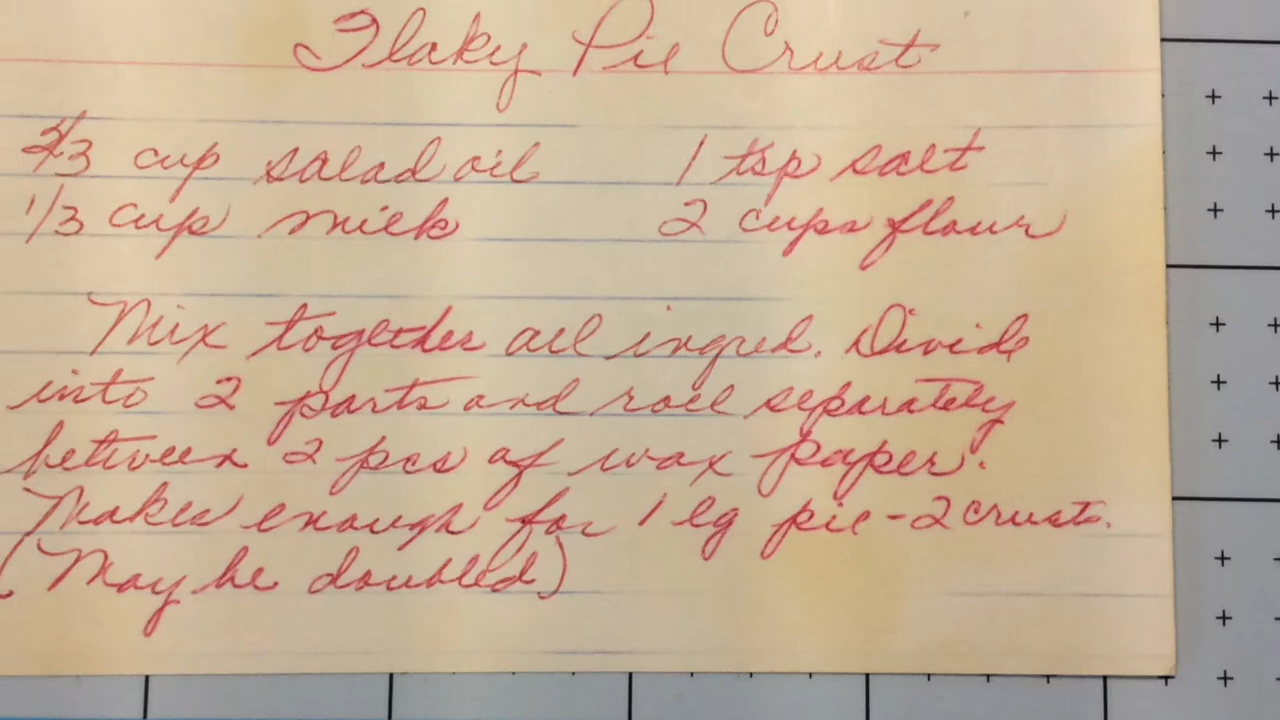 Flaky Pie Crust
2/3 cup salad oil 1 tsp salt
1/3 cup milk 2 cups flour
Mix together all ingred. Divide
into 2 parts and roll separately
between 2 pcs of wax paper.
Makes enough for 1 lg pie-2 crusts.
(May be doubled)